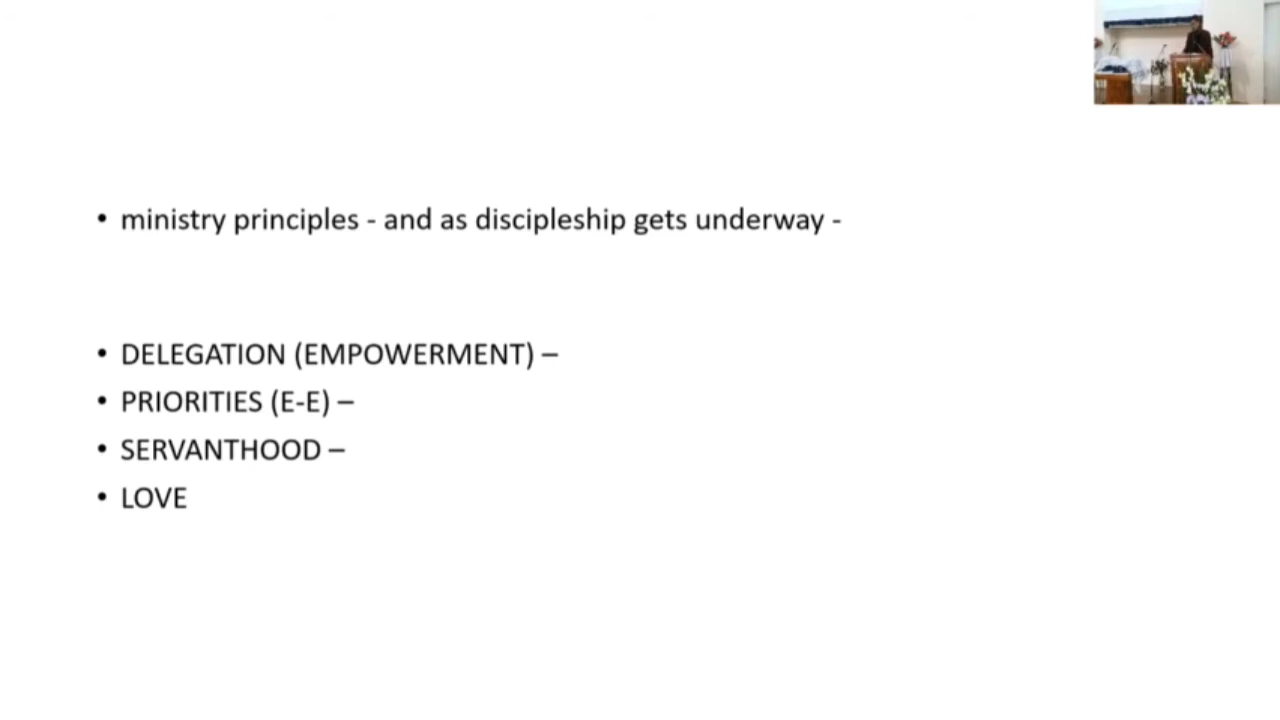 • ministry principles - and as discipleship gets underway -
• DELEGATION (EMPOWERMENT) –
• PRIORITIES (E-E) –
• SERVANTHOOD –
• LOVE